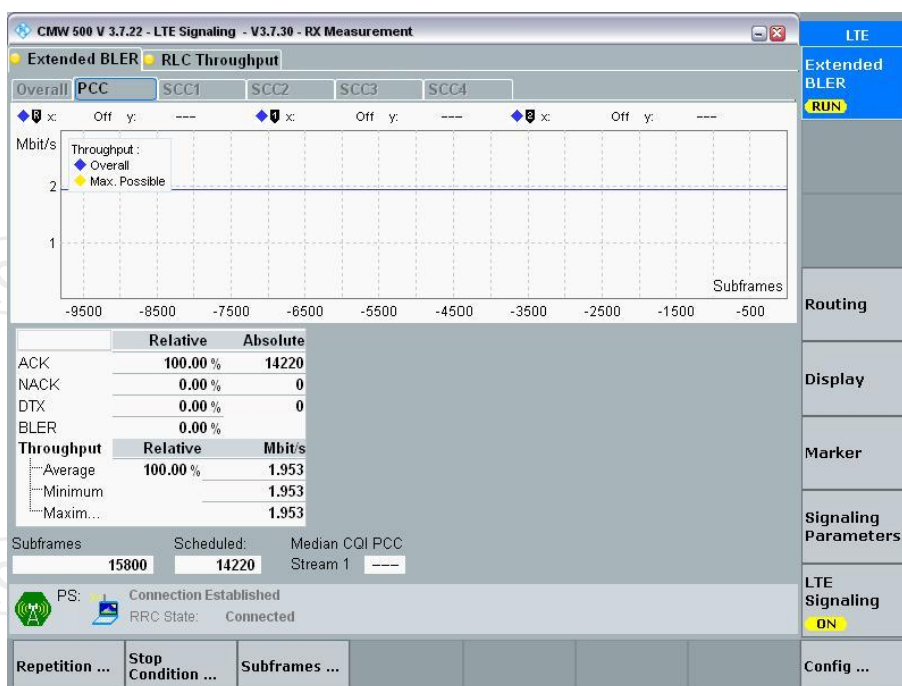 CMW 500 V 3.7.22 - LTE Signaling - V3.7.30 - RX Measurement
LTE
Extended BLER RLC Throughput
Extended
BLER
RUN
Overall PCC SCC1 SCC2 SCC3 SCC4
R x: Off y: --- 1 x: Off y: --- 2 x: Off y: ---
Mbit/s
Throughput :
Overall
Max. Possible
2
1
Subframes
-9500 -8500 -7500 -6500 -5500 -4500 -3500 -2500 -1500 -500
Routing
Relative Absolute
ACK 100.00 % 14220
NACK 0.00 % 0
DTX 0.00 % 0
BLER 0.00 %
Display
Throughput Relative Mbit/s
Average 100.00 % 1.953
Minimum 1.953
Maxim... 1.953
Marker
Signaling
Parameters
Subframes Scheduled: Median CQI PCC
15800 14220 Stream 1 ---
PS: Connection Established
RRC State: Connected
LTE
Signaling
ON
Repetition ... Stop
Condition ... Subframes ... Config ...